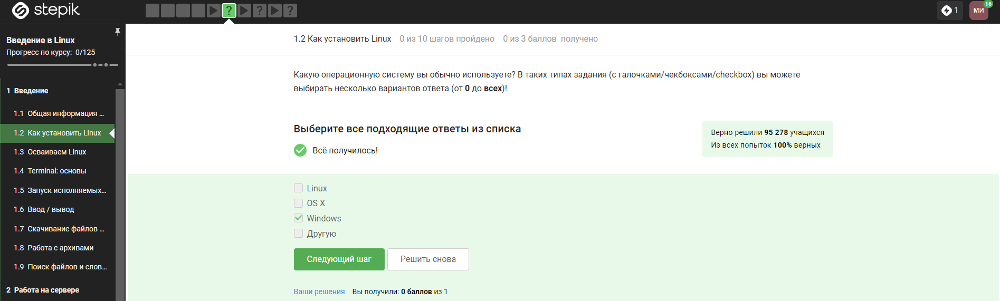 stepik
? ? ?
1
МИ
16
Введение в Linux
Прогресс по курсу: 0/125
1 Введение
1.1 Общая информация ...
1.2 Как установить Linux
1.3 Осваиваем Linux
1.4 Terminal: основы
1.5 Запуск исполняемых...
1.6 Ввод / вывод
1.7 Скачивание файлов ...
1.8 Работа с архивами
1.9 Поиск файлов и слов...
2 Работа на сервере
1.2 Как установить Linux 0 из 10 шагов пройдено 0 из 3 баллов получено
Какую операционную систему вы обычно используете? В таких типах задания (с галочками/чекбоксами/checkbox) вы можете
выбирать несколько вариантов ответа (от 0 до всех)!
Выберите все подходящие ответы из списка
Всё получилось!
Верно решили 95 278 учащихся
Из всех попыток 100% верных
Linux
OS X
Windows
Другую
Следующий шаг
Решить снова
Ваши решения Вы получили: 0 баллов из 1